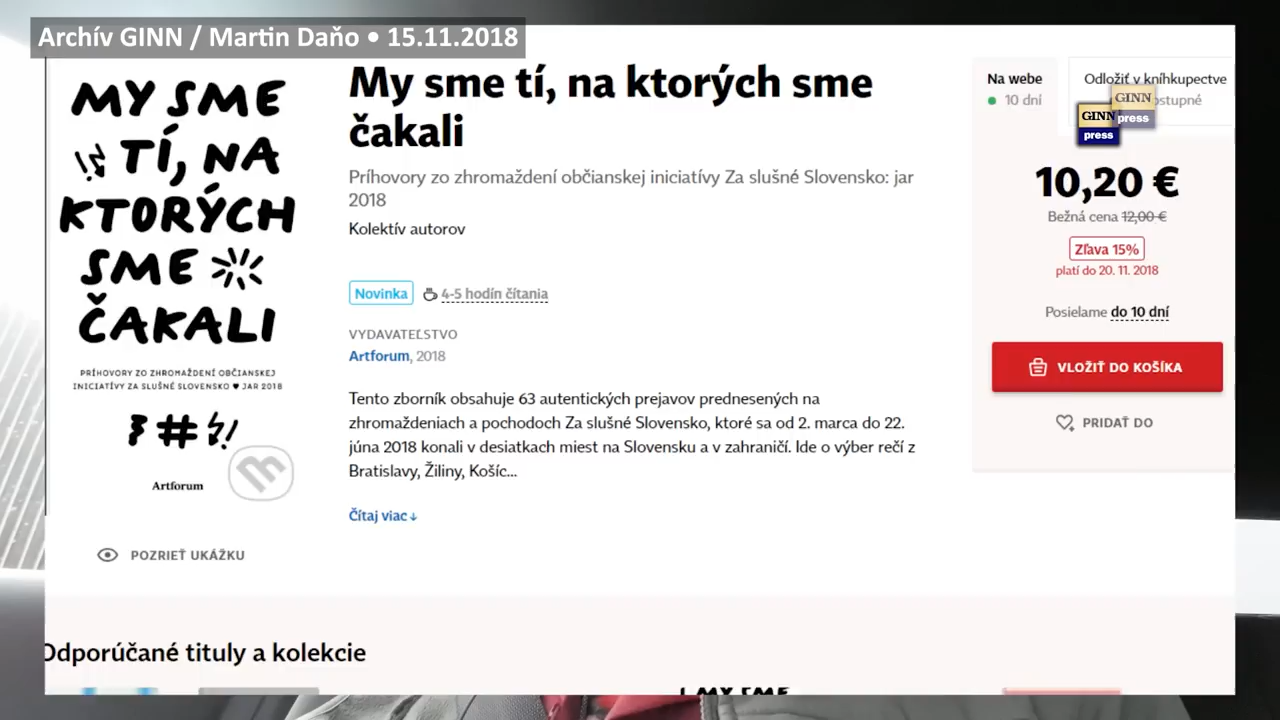 Archív GINN / Martin Daňo • 15.11.2018
MY SME
TÍ, NA
KTORÝCH
SME
ČAKALI
PRÍHOVORY ZO ZHROMAŽDENÍ OBČIANSKEJ
INICIATÍVY ZA SLUŠNÉ SLOVENSKO ♥ JAR 2018
Artforum
POZRIEŤ UKÁŽKU
My sme tí, na ktorých sme
čakali
Príhovory zo zhromaždení občianskej iniciatívy Za slušné Slovensko: jar
2018
Kolektív autorov
Novinka
4-5 hodín čítania
VYDAVATEĽSTVO
Artforum, 2018
Tento zborník obsahuje 63 autentických prejavov prednesených na
zhromaždeniach a pochodoch Za slušné Slovensko, ktoré sa od 2. marca do 22.
júna 2018 konali v desiatkach miest na Slovensku a v zahraničí. Ide o výber rečí z
Bratislavy, Žiliny, Košíc...
Čítaj viac↓
Na webe
10 dní
Odložiť v kníhkupectve
GINN
press
GINN
press
10,20 €
Bežná cena 12,00 €
Zľava 15%
platí do 20. 11. 2018
Posielame do 10 dní
VLOŽIŤ DO KOŠÍKA
PRIDAŤ DO
Odporúčané tituly a kolekcie
MY SME